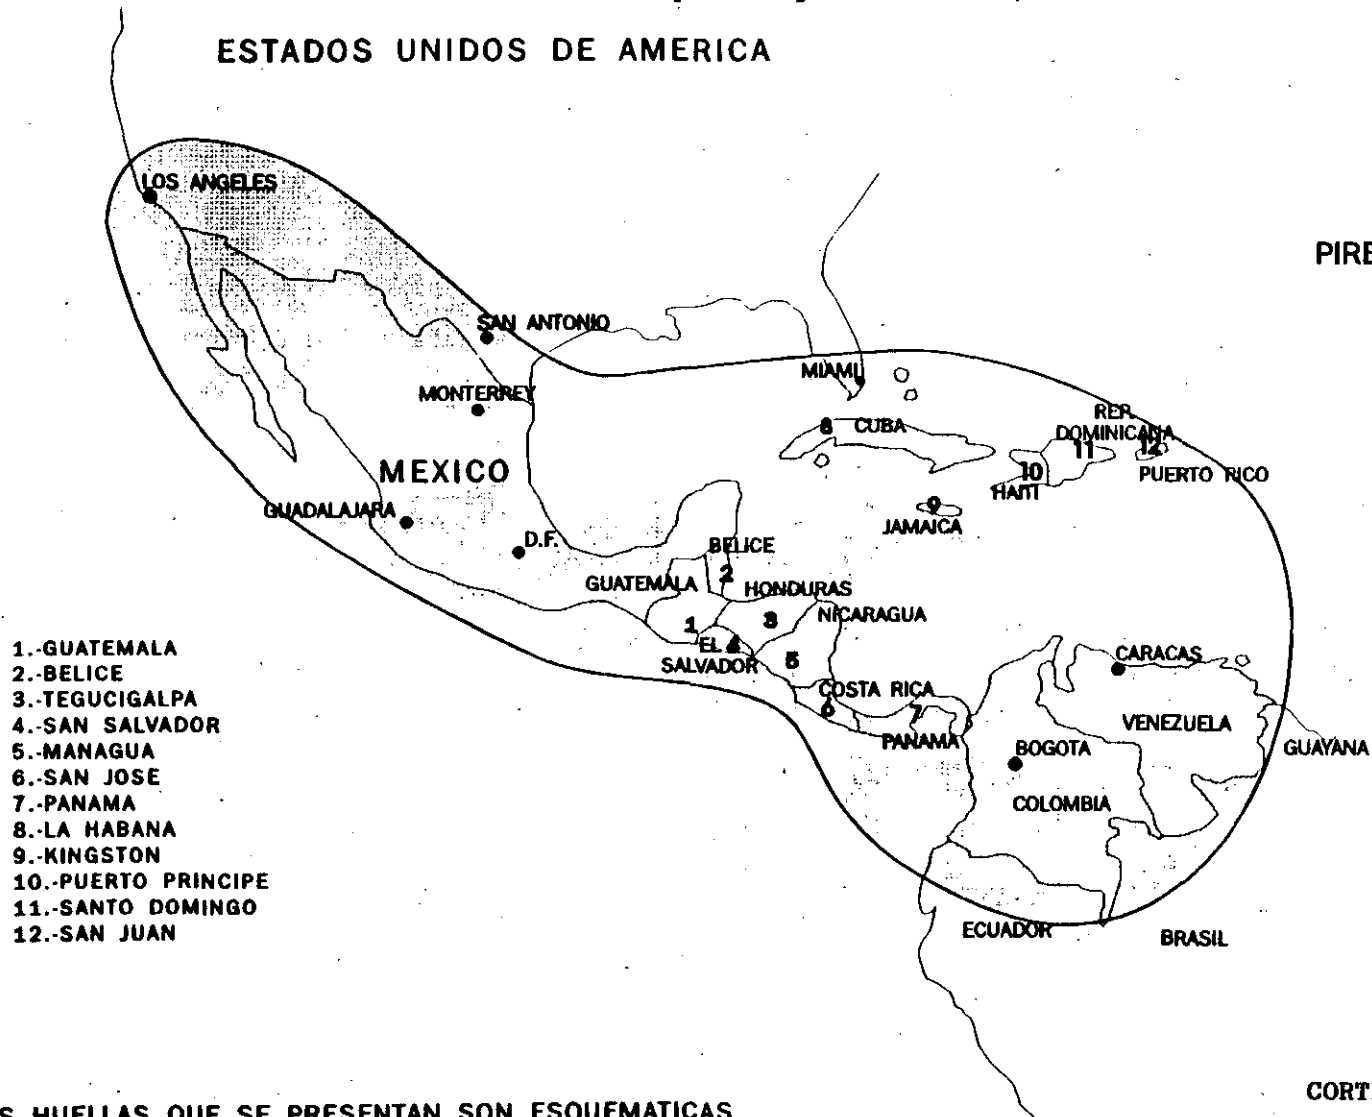 ESTADOS UNIDOS DE AMERICA
LOS ANGELES
PIRE
SAN ANTONIO
MIAMI
MONTERREY
REP.
DOMINICANA
8 CUBA
11
12
MEXICO
10
PUERTO RICO
HAITI
GUADALAJARA
9
JAMAICA
D.F.
BELICE
2
GUATEMALA
HONDURAS
NICARAGUA
1
3
EL 4
SALVADOR
5
CARACAS
COSTA RICA
6
7
PANAMA
VENEZUELA
BOGOTA
GUAYANA
COLOMBIA
ECUADOR
BRASIL
1.-GUATEMALA
2.-BELICE
3.-TEGUCIGALPA
4.-SAN SALVADOR
5.-MANAGUA
6.-SAN JOSE
7.-PANAMA
8.-LA HABANA
9.-KINGSTON
10.-PUERTO PRINCIPE
11.-SANTO DOMINGO
12.-SAN JUAN
CORT
S HUELLAS QUE SE PRESENTAN SON ESQUEMATICAS